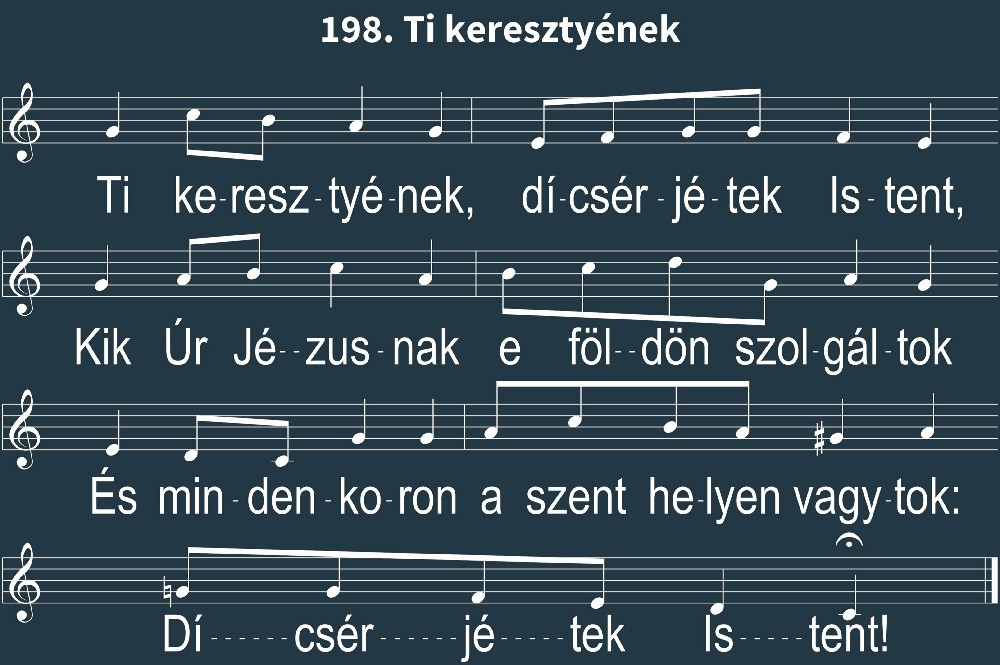 198. Ti keresztyének
Ti ke-resz-tyé-nek, dí-csér-jé-tek Is-tent,
Kik Úr Jé--zus-nak e föl--dön szol-gál-tok
És min-den-ko-ron a szent he-lyen vagy-tok:
Dí------csér------jé-----tek Is-----tent!